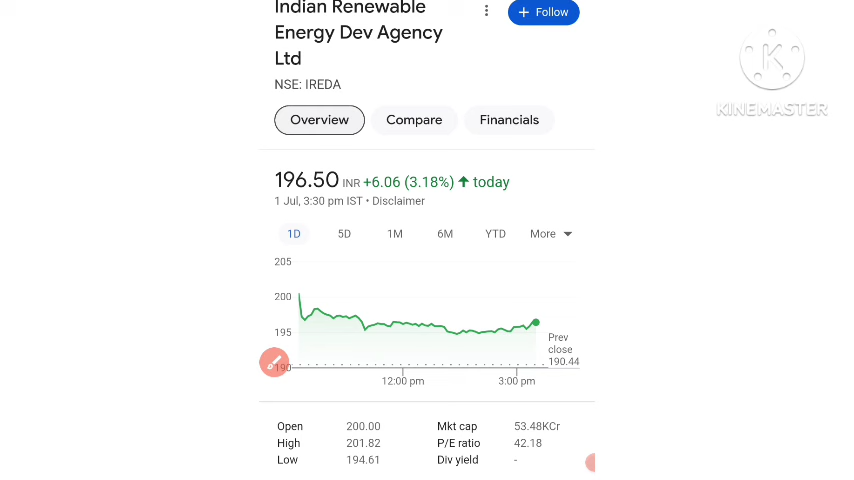 Indian Renewable
Energy Dev Agency
Ltd
+ Follow
NSE: IREDA
KINEMASTER
Overview
Compare
Financials
196.50 INR +6.06 (3.18%) ↑ today
1 Jul, 3:30 pm IST • Disclaimer
1D 5D 1M 6M YTD More
205
200
195
Prev
close
190.44
190
12:00 pm 3:00 pm
Open 200.00 Mkt cap 53.48KCr
High 201.82 P/E ratio 42.18
Low 194.61 Div yield -